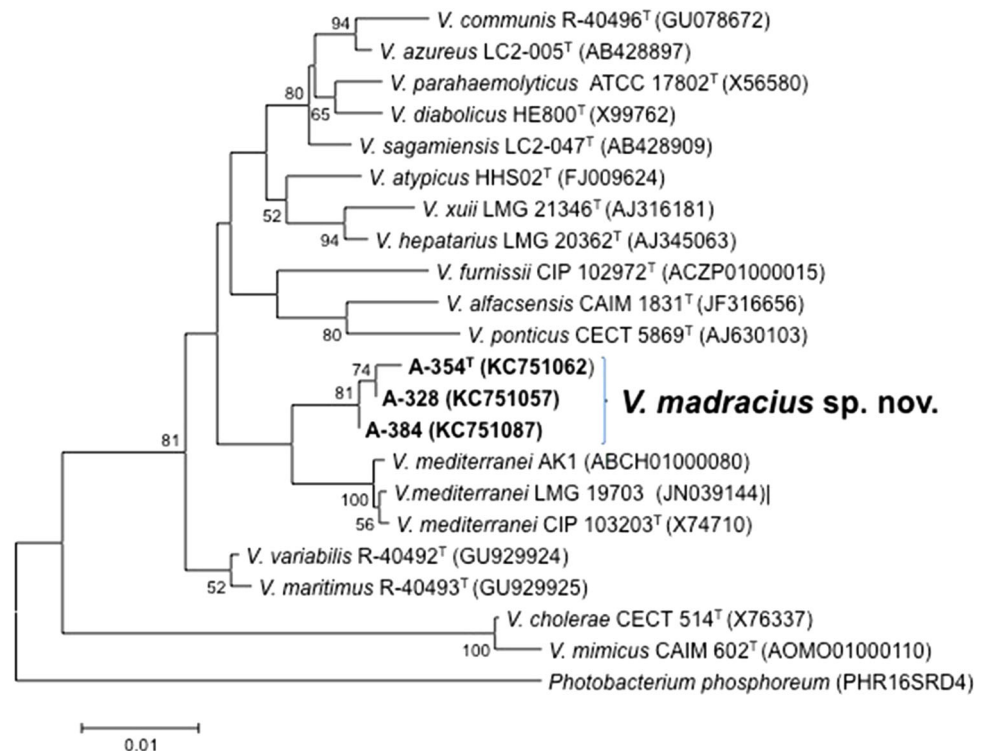 94 V. communis R-40496ᵀ (GU078672)
V. azureus LC2-005ᵀ (AB428897)
V. parahaemolyticus ATCC 17802ᵀ (X56580)
80
65 V. diabolicus HE800ᵀ (X99762)
V. sagamiensis LC2-047ᵀ (AB428909)
V. atypicus HHS02ᵀ (FJ009624)
52 V. xuii LMG 21346ᵀ (AJ316181)
94 V. hepatarius LMG 20362ᵀ (AJ345063)
V. furnissii CIP 102972ᵀ (ACZP01000015)
V. alfacsensis CAIM 1831ᵀ (JF316656)
80 V. ponticus CECT 5869ᵀ (AJ630103)
74 A-354ᵀ (KC751062)
81 A-328 (KC751057) V. madracius sp. nov.
A-384 (KC751087)
81 V. mediterranei AK1 (ABCH01000080)
100 V.mediterranei LMG 19703 (JN039144)|
56 V. mediterranei CIP 103203ᵀ (X74710)
V. variabilis R-40492ᵀ (GU929924)
52 V. maritimus R-40493ᵀ (GU929925)
V. cholerae CECT 514ᵀ (X76337)
100 V. mimicus CAIM 602ᵀ (AOMO01000110)
Photobacterium phosphoreum (PHR16SRD4)
0.01